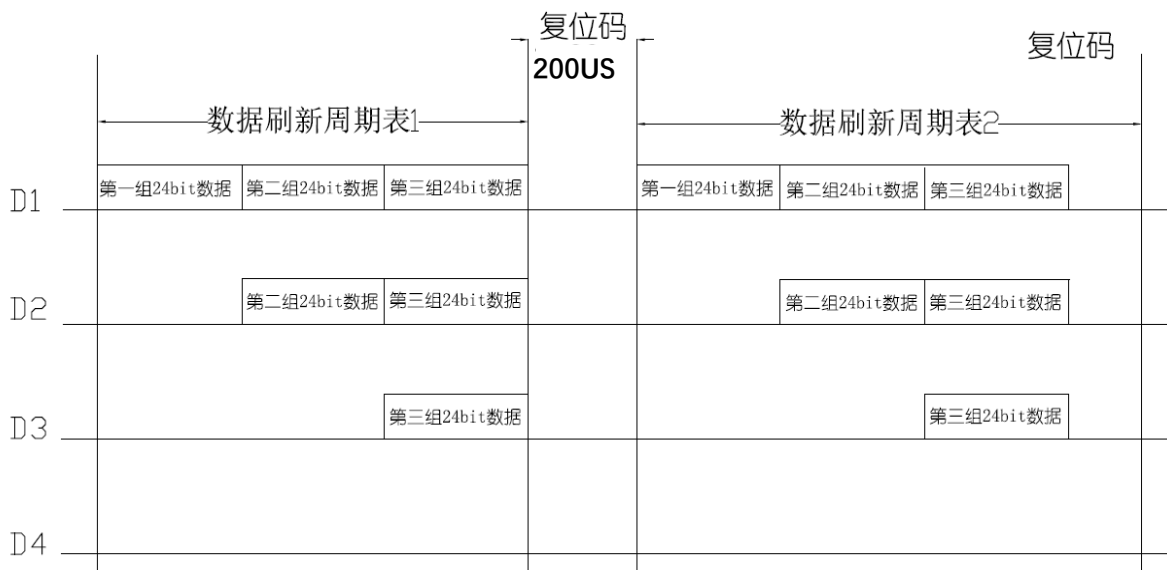 复位码
200US
复位码
数据刷新周期表1
数据刷新周期表2
D1
第一组24bit数据
第二组24bit数据
第三组24bit数据
第一组24bit数据
第二组24bit数据
第三组24bit数据
D2
第二组24bit数据
第三组24bit数据
第二组24bit数据
第三组24bit数据
D3
第三组24bit数据
第三组24bit数据
D4